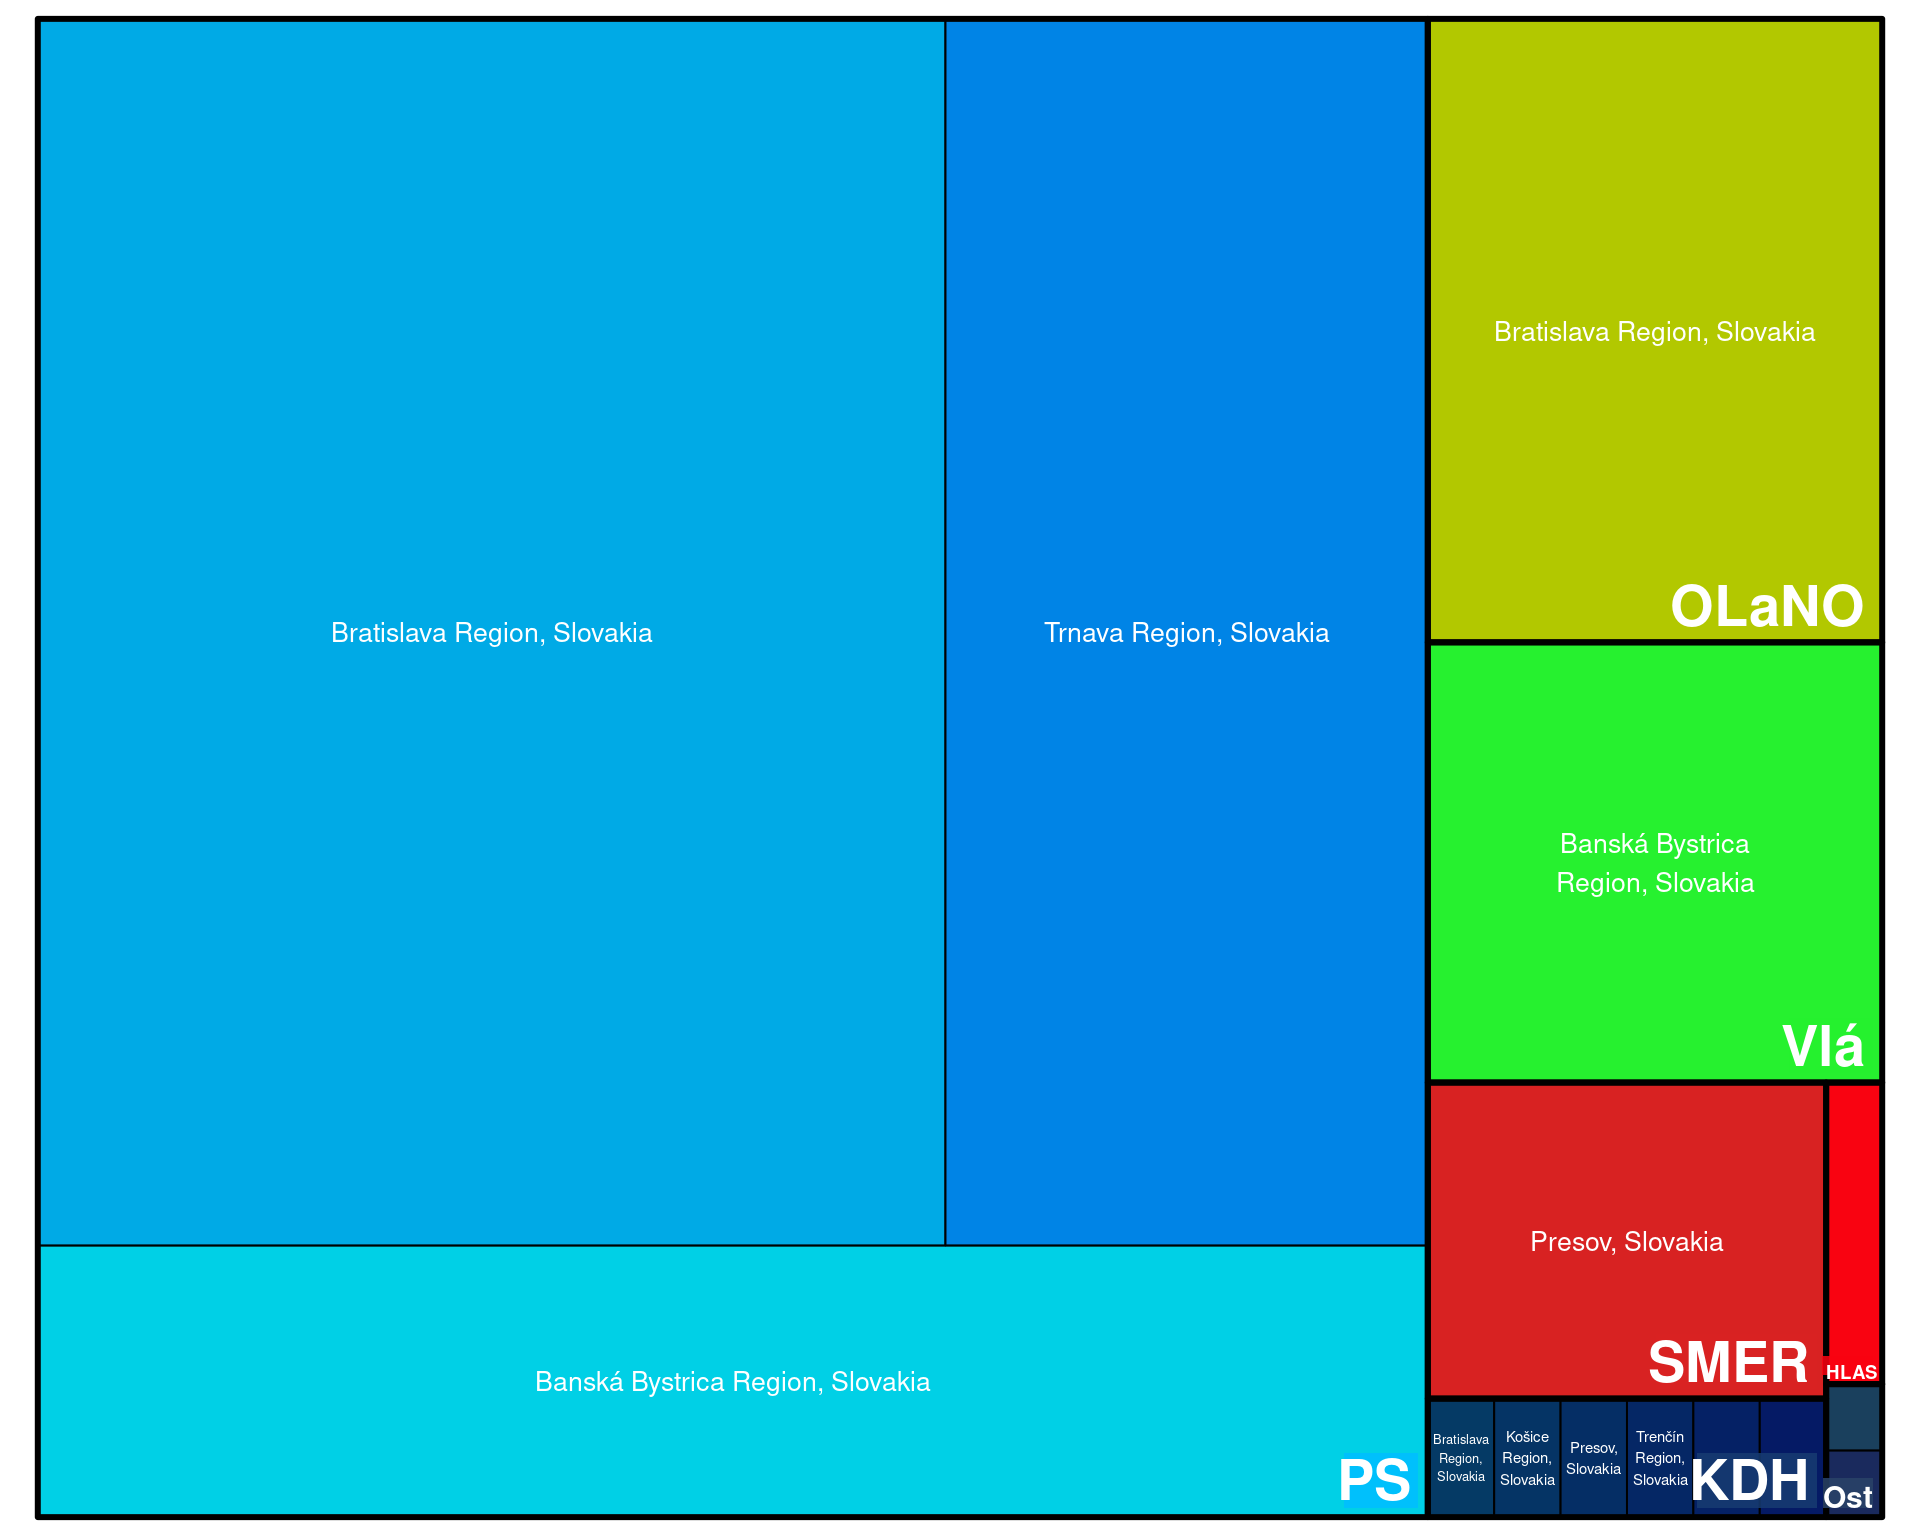 Bratislava Region, Slovakia
Trnava Region, Slovakia
Banská Bystrica Region, Slovakia
PS
Bratislava Region, Slovakia
OLaNO
Banská Bystrica
Region, Slovakia
Vlá
Presov, Slovakia
SMER
HLAS
Bratislava
Region,
Slovakia
Košice
Region,
Slovakia
Presov,
Slovakia
Trenčín
Region,
Slovakia
KDH
Ost